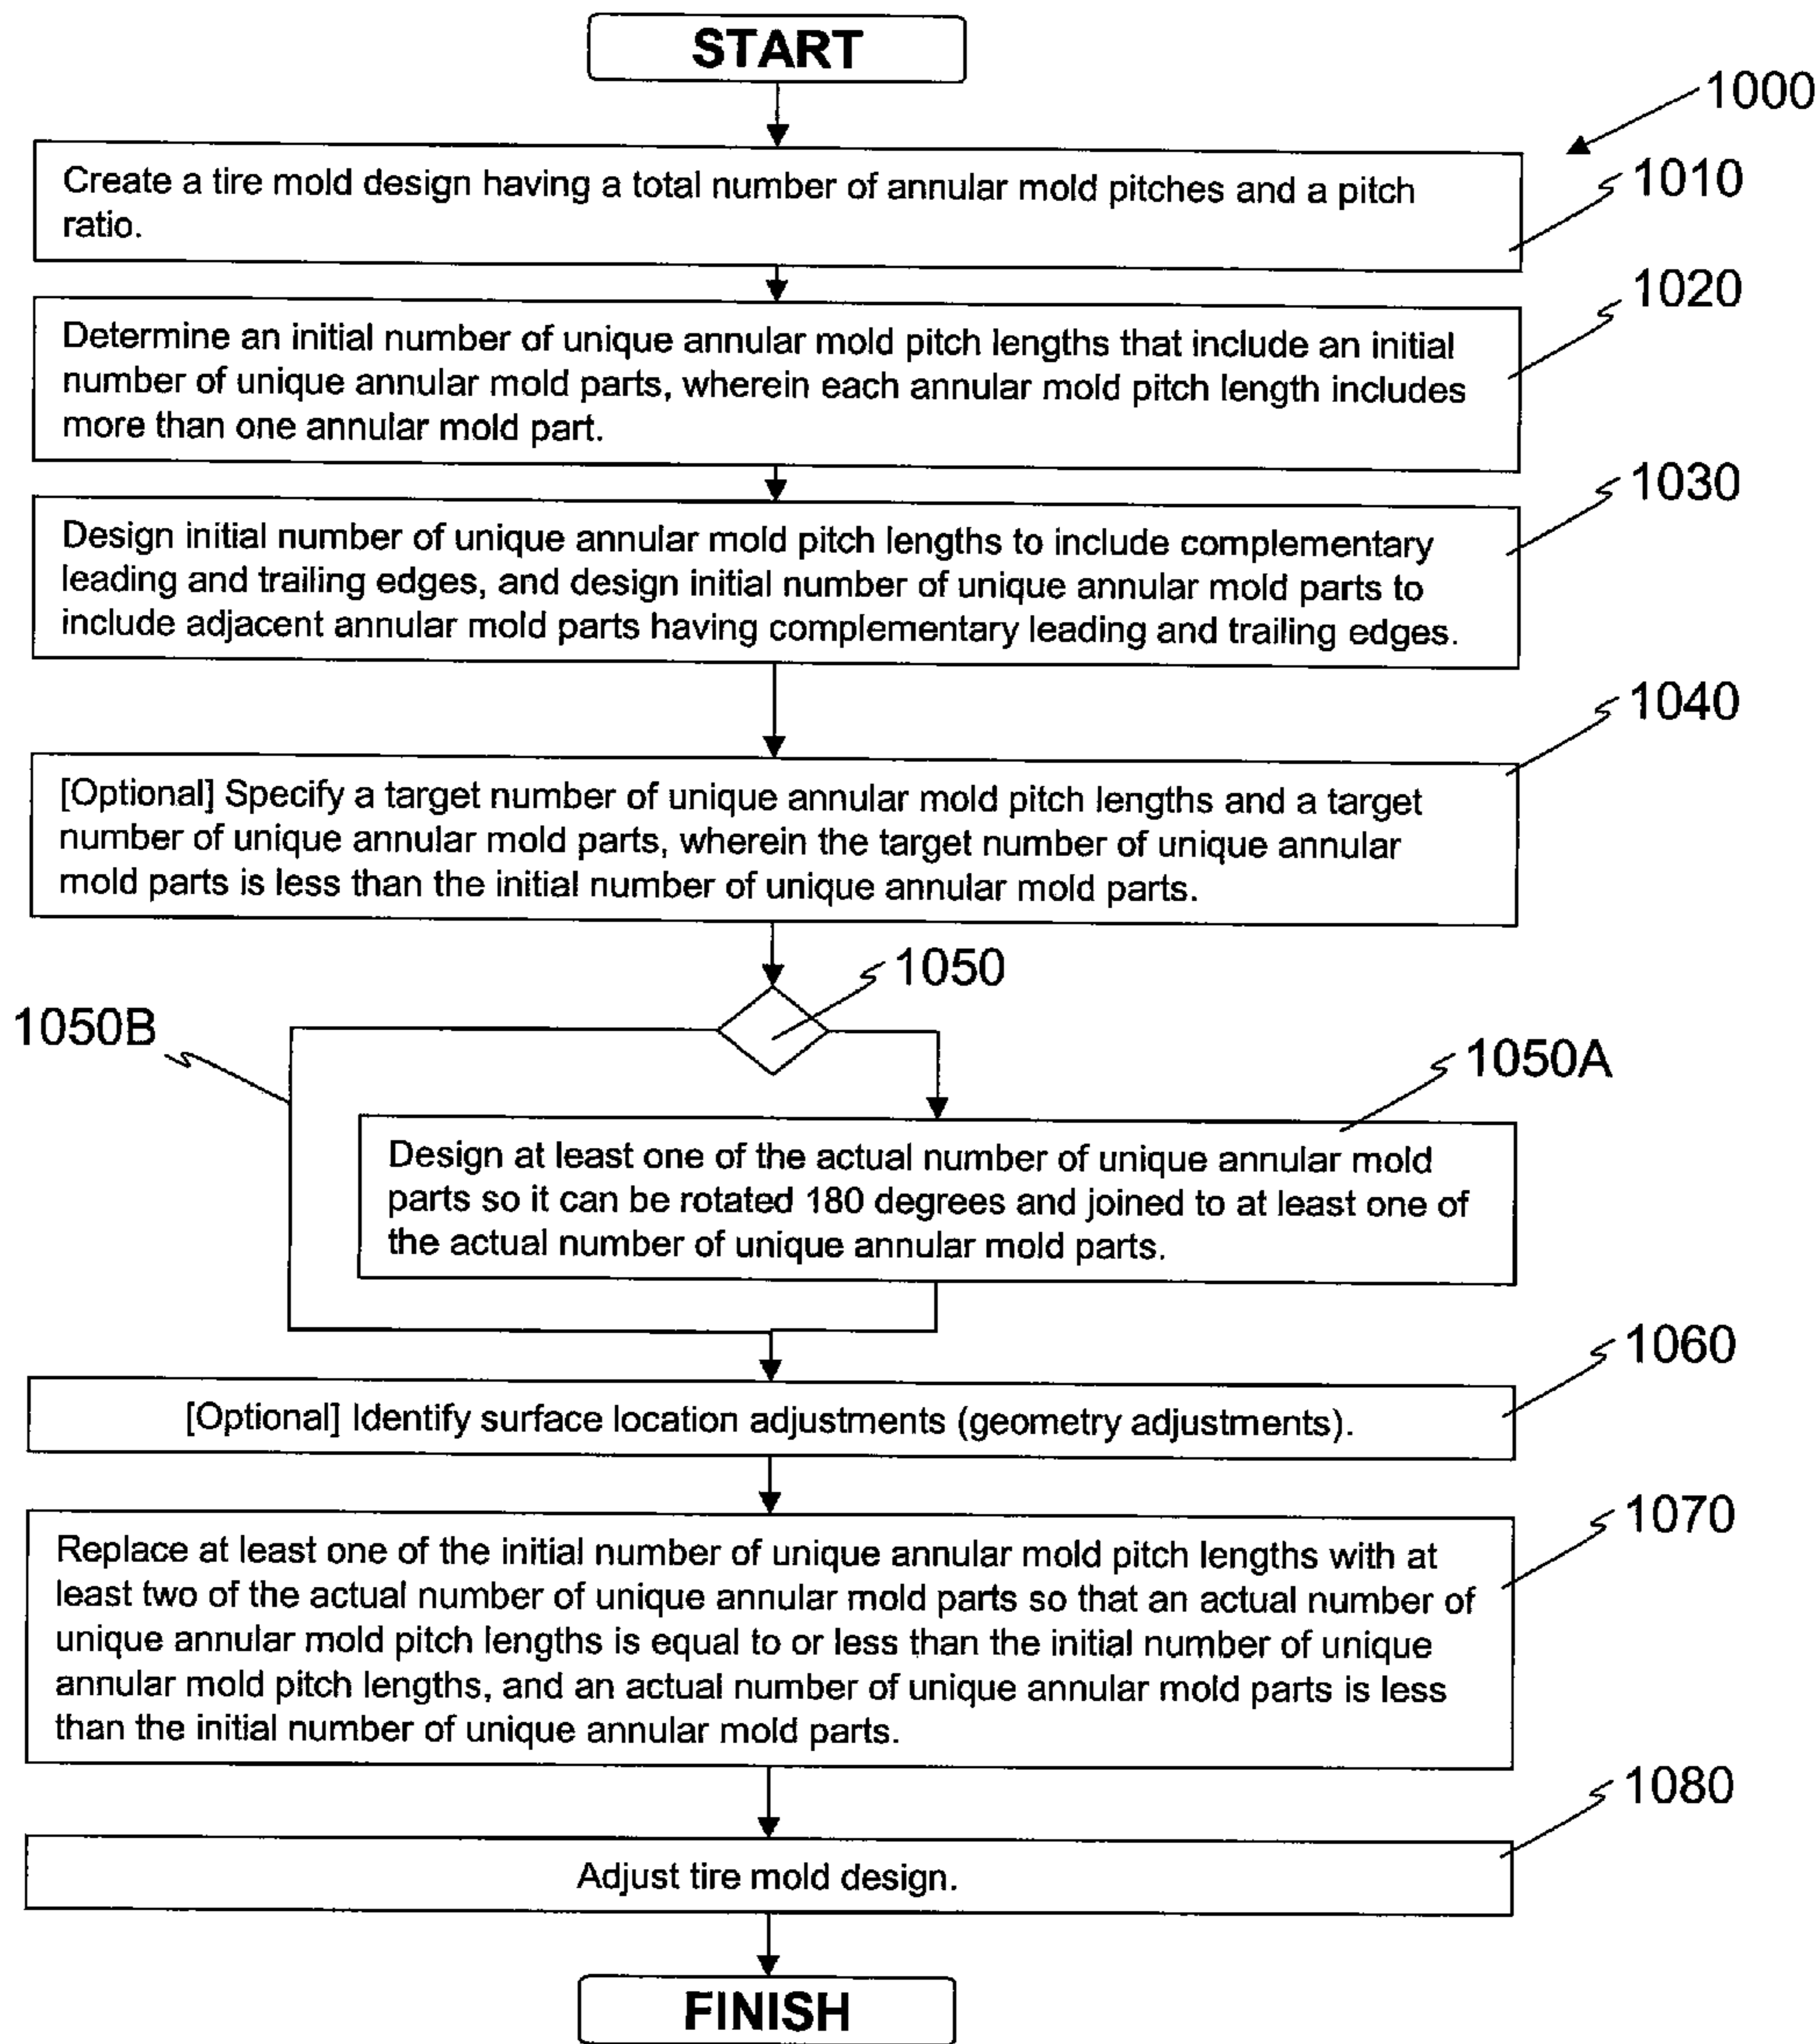 START
1000
Create a tire mold design having a total number of annular mold pitches and a pitch
ratio.
1010
1020
Determine an initial number of unique annular mold pitch lengths that include an initial
number of unique annular mold parts, wherein each annular mold pitch length includes
more than one annular mold part.
1030
Design initial number of unique annular mold pitch lengths to include complementary
leading and trailing edges, and design initial number of unique annular mold parts to
include adjacent annular mold parts having complementary leading and trailing edges.
1040
[Optional] Specify a target number of unique annular mold pitch lengths and a target
number of unique annular mold parts, wherein the target number of unique annular
mold parts is less than the initial number of unique annular mold parts.
1050
1050B
1050A
Design at least one of the actual number of unique annular mold
parts so it can be rotated 180 degrees and joined to at least one of
the actual number of unique annular mold parts.
1060
[Optional] Identify surface location adjustments (geometry adjustments).
1070
Replace at least one of the initial number of unique annular mold pitch lengths with at
least two of the actual number of unique annular mold parts so that an actual number of
unique annular mold pitch lengths is equal to or less than the initial number of unique
annular mold pitch lengths, and an actual number of unique annular mold parts is less
than the initial number of unique annular mold parts.
1080
Adjust tire mold design.
FINISH